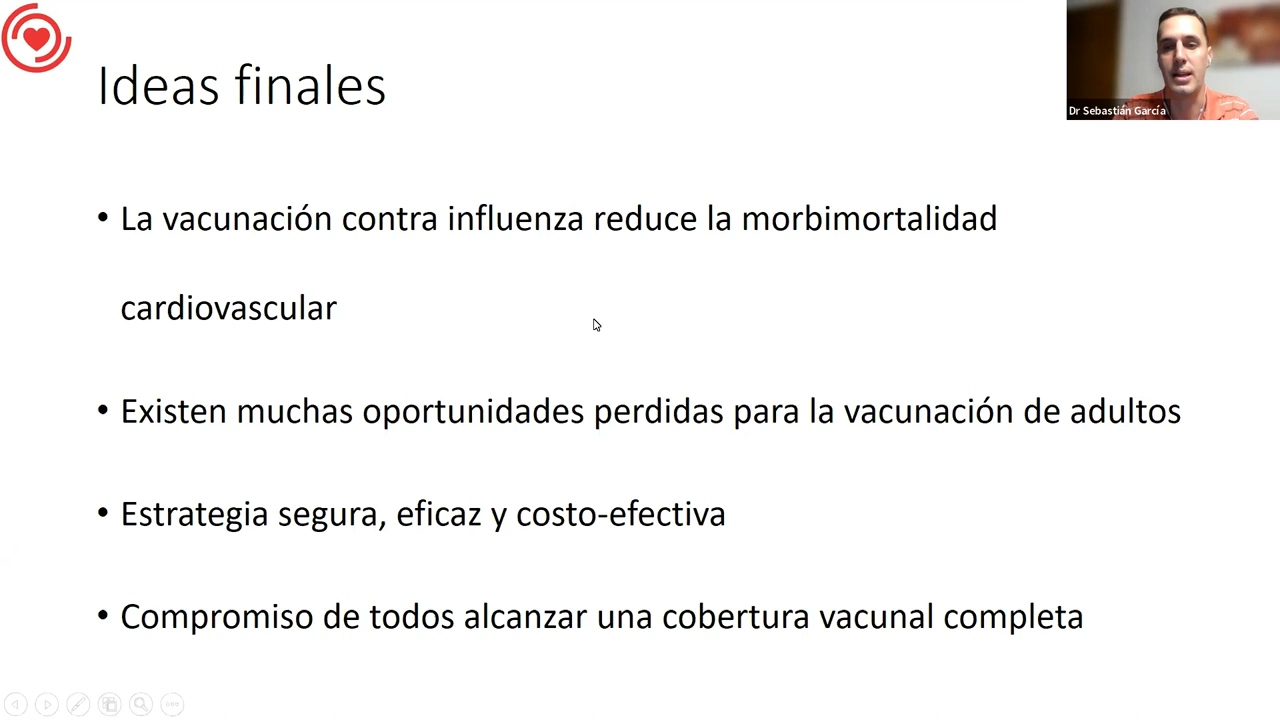 Ideas finales
Dr Sebastián García
• La vacunación contra influenza reduce la morbimortalidad
cardiovascular
• Existen muchas oportunidades perdidas para la vacunación de adultos
• Estrategia segura, eficaz y costo-efectiva
• Compromiso de todos alcanzar una cobertura vacunal completa